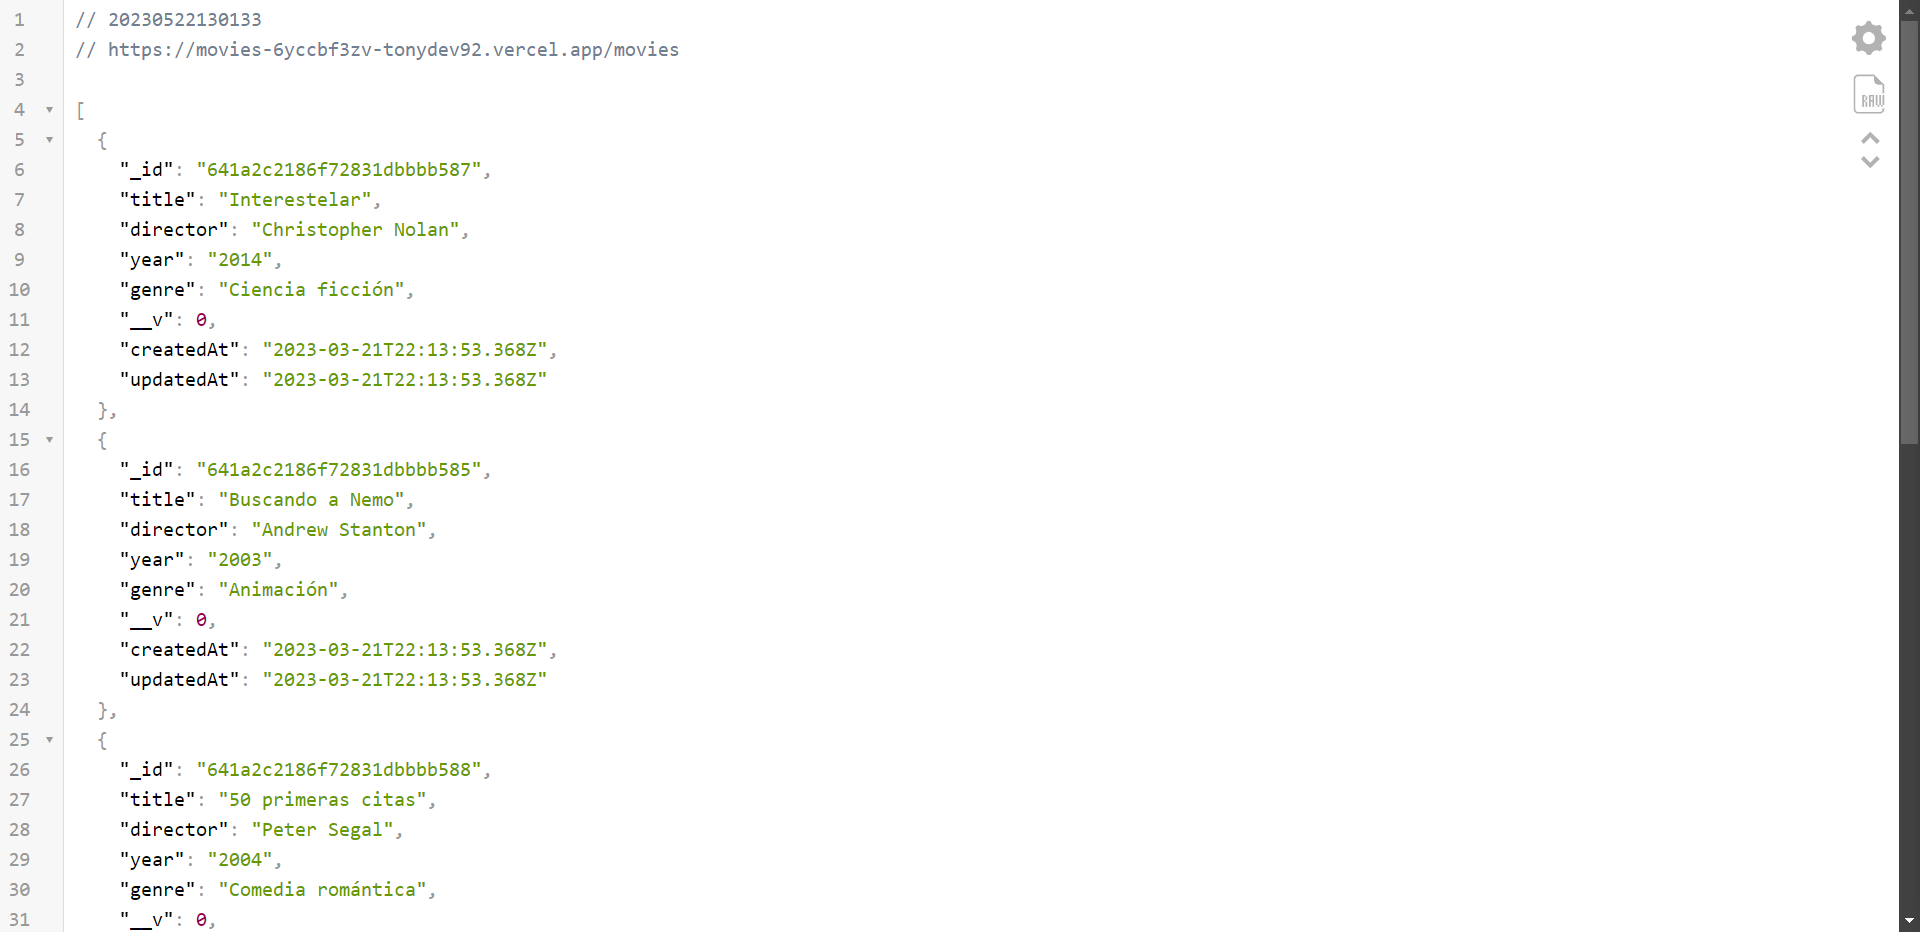 1 // 20230522130133
2 // https://movies-6yccbf3zv-tonydev92.vercel.app/movies
3
4 [
5 {
6 "_id": "641a2c2186f72831dbbbb587",
7 "title": "Interestelar",
8 "director": "Christopher Nolan",
9 "year": "2014",
10 "genre": "Ciencia ficción",
11 "__v": 0,
12 "createdAt": "2023-03-21T22:13:53.368Z",
13 "updatedAt": "2023-03-21T22:13:53.368Z"
14 },
15 {
16 "_id": "641a2c2186f72831dbbbb585",
17 "title": "Buscando a Nemo",
18 "director": "Andrew Stanton",
19 "year": "2003",
20 "genre": "Animación",
21 "__v": 0,
22 "createdAt": "2023-03-21T22:13:53.368Z",
23 "updatedAt": "2023-03-21T22:13:53.368Z"
24 },
25 {
26 "_id": "641a2c2186f72831dbbbb588",
27 "title": "50 primeras citas",
28 "director": "Peter Segal",
29 "year": "2004",
30 "genre": "Comedia romántica",
31 "__v": 0,
RAW